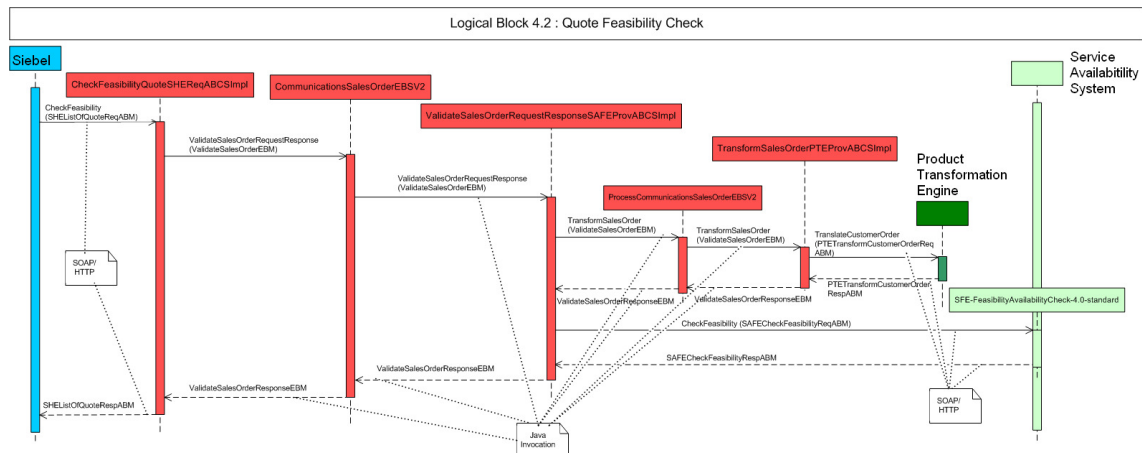 Logical Block 4.2 : Quote Feasibility Check
Siebel
Service
Availabitility
System
CheckFeasibilityQuoteSHEReqABCSImpl
CommunicationsSalesOrderEBSV2
ValidateSalesOrderRequestResponseSAFEProvABCSImpl
TransformSalesOrderPTEProvABCSImpl
Product
Transformation
Engine
ProcessCommunicationsSalesOrderEBSV2
CheckFeasibility
(SHEListOfQuoteReqABM)
ValidateSalesOrderRequestResponse
(ValidateSalesOrderEBM)
ValidateSalesOrderRequestResponse
(ValidateSalesOrderEBM)
TransformSalesOrder
(ValidateSalesOrderEBM)
TransformSalesOrder
(ValidateSalesOrderEBM)
TranslateCustomerOrder
(PTETransformCustomerOrderReq
ABM)
SOAP/
HTTP
PTETransformCustomerOrder
RespABM
ValidateSalesOrderResponseEBM
ValidateSalesOrderResponseEBM
SFE-FeasibilityAvailabilityCheck-4.0-standard
CheckFeasibility (SAFECheckFeasibilityReqABM)
SAFECheckFeasibilityRespABM
ValidateSalesOrderResponseEBM
ValidateSalesOrderResponseEBM
SHEListOfQuoteRespABM
SOAP/
HTTP
Java
Invocation